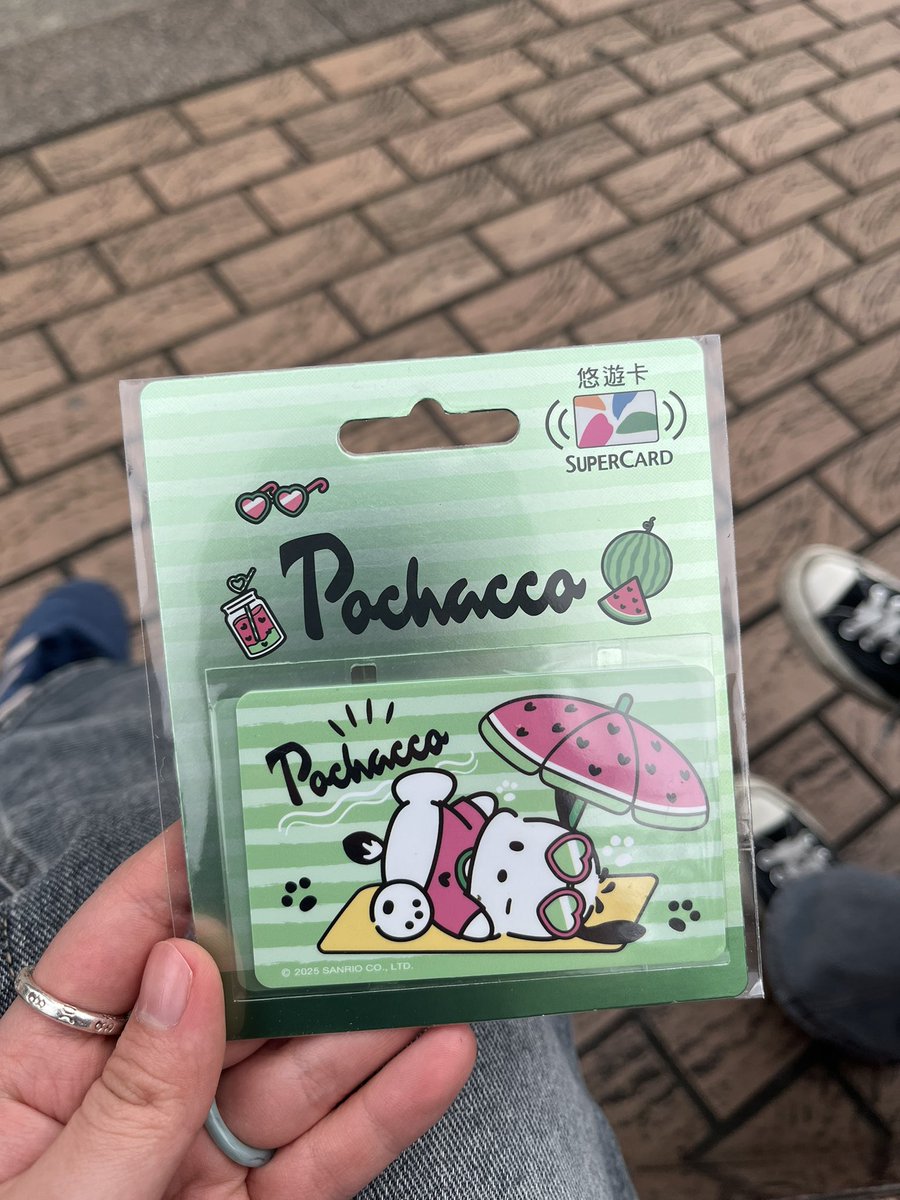 悠遊卡
SUPERCARD
Pochacco
Pochacco
© 2025 SANRIO CO., LTD.